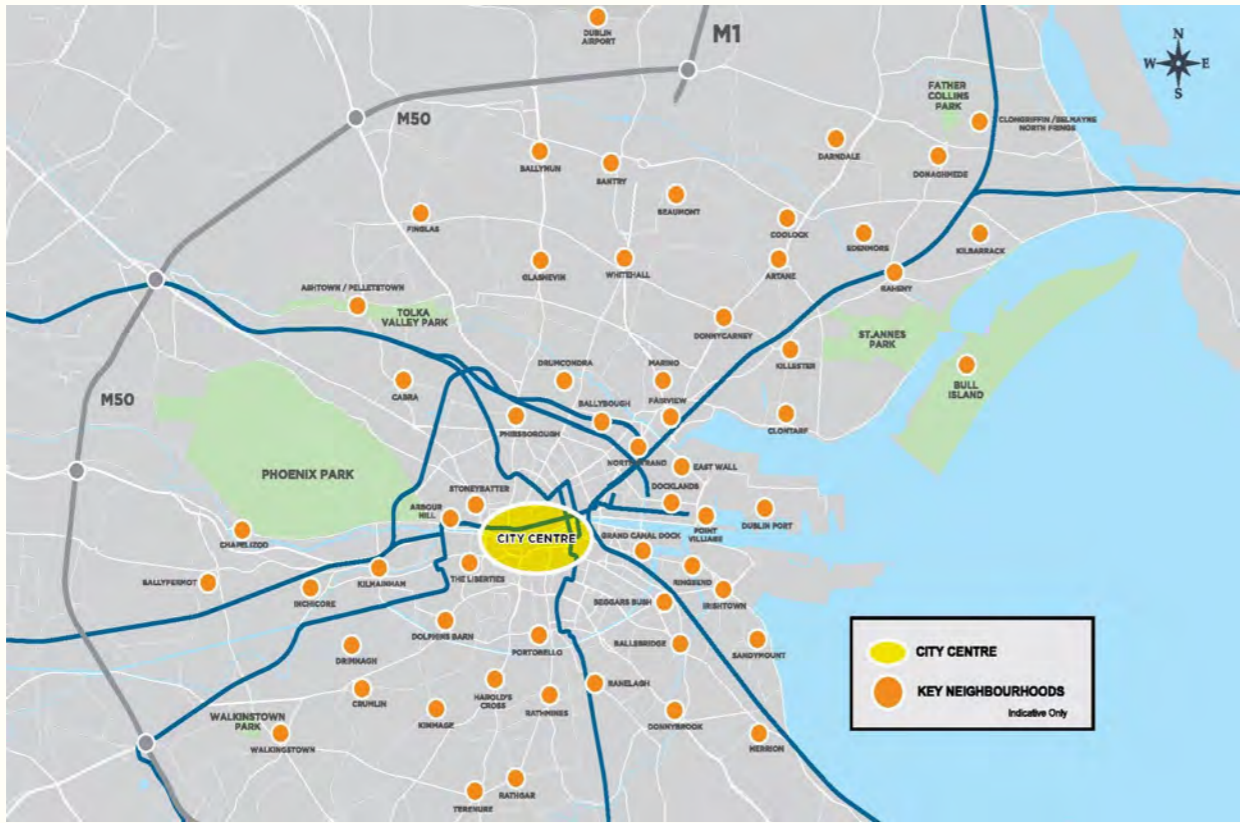 DUBLIN
AIRPORT
M1
N
W
E
S
FATHER
COLLINS
PARK
M50
CLONGRIFFIN /BELMAYNE
NORTH FRINGE
DARNDALE
BALLYMUN
SANTRY
DONAGHMEDE
BEAUMONT
FINGLAS
COOLOCK
EDENMORE
KILBARRACK
GLASNEVIN
WHITEHALL
ARTANE
RAHENY
ASHTOWN / PELLETSTOWN
TOLKA
VALLEY PARK
DONNYCARNEY
ST.ANNES
PARK
DRUMCONDRA
MARINO
KILLESTER
BULL
ISLAND
M50
CABRA
BALLYBOUGH
FAIRVIEW
PHIBSBOROUGH
CLONTARF
NORTH STRAND
EAST WALL
PHOENIX PARK
STONEYBATTER
DOCKLANDS
ARBOUR
HILL
POINT
VILLIAGE
DUBLIN PORT
CITY CENTRE
CHAPELIZOD
GRAND CANAL DOCK
THE LIBERTIES
KILMAINHAM
RINGSEND
BALLYFERMOT
INCHICORE
IRISHTOWN
BEGGARS BUSH
DOLPHINS BARN
PORTOBELLO
BALLSBRIDGE
SANDYMOUNT
DRIMNAGH
CITY CENTRE
CRUMLIN
HAROLD'S
CROSS
RANELAGH
RATHMINES
KEY NEIGHBOURHOODS
Indicative Only
WALKINSTOWN
PARK
KIMMAGE
DONNYBROOK
WALKINGSTOWN
MERRION
RATHGAR
TERENURE